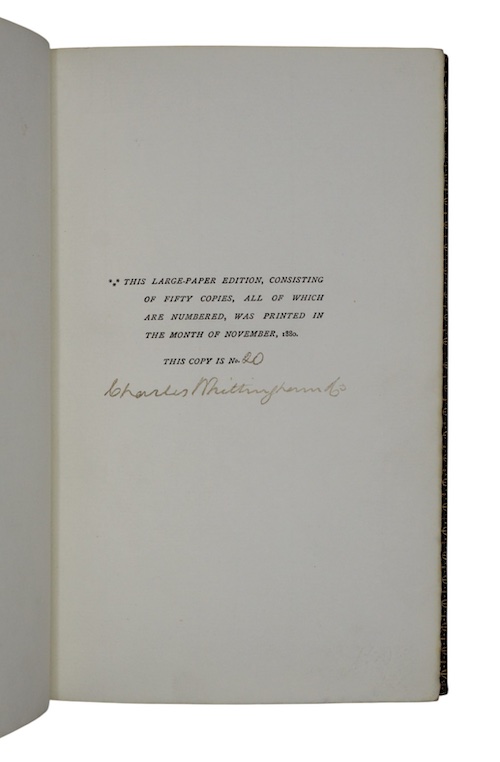 ⁂ THIS LARGE-PAPER EDITION, CONSISTING
OF FIFTY COPIES, ALL OF WHICH
ARE NUMBERED, WAS PRINTED IN
THE MONTH OF NOVEMBER, 1880.
THIS COPY IS No. 20
Charles Whittingham & Co